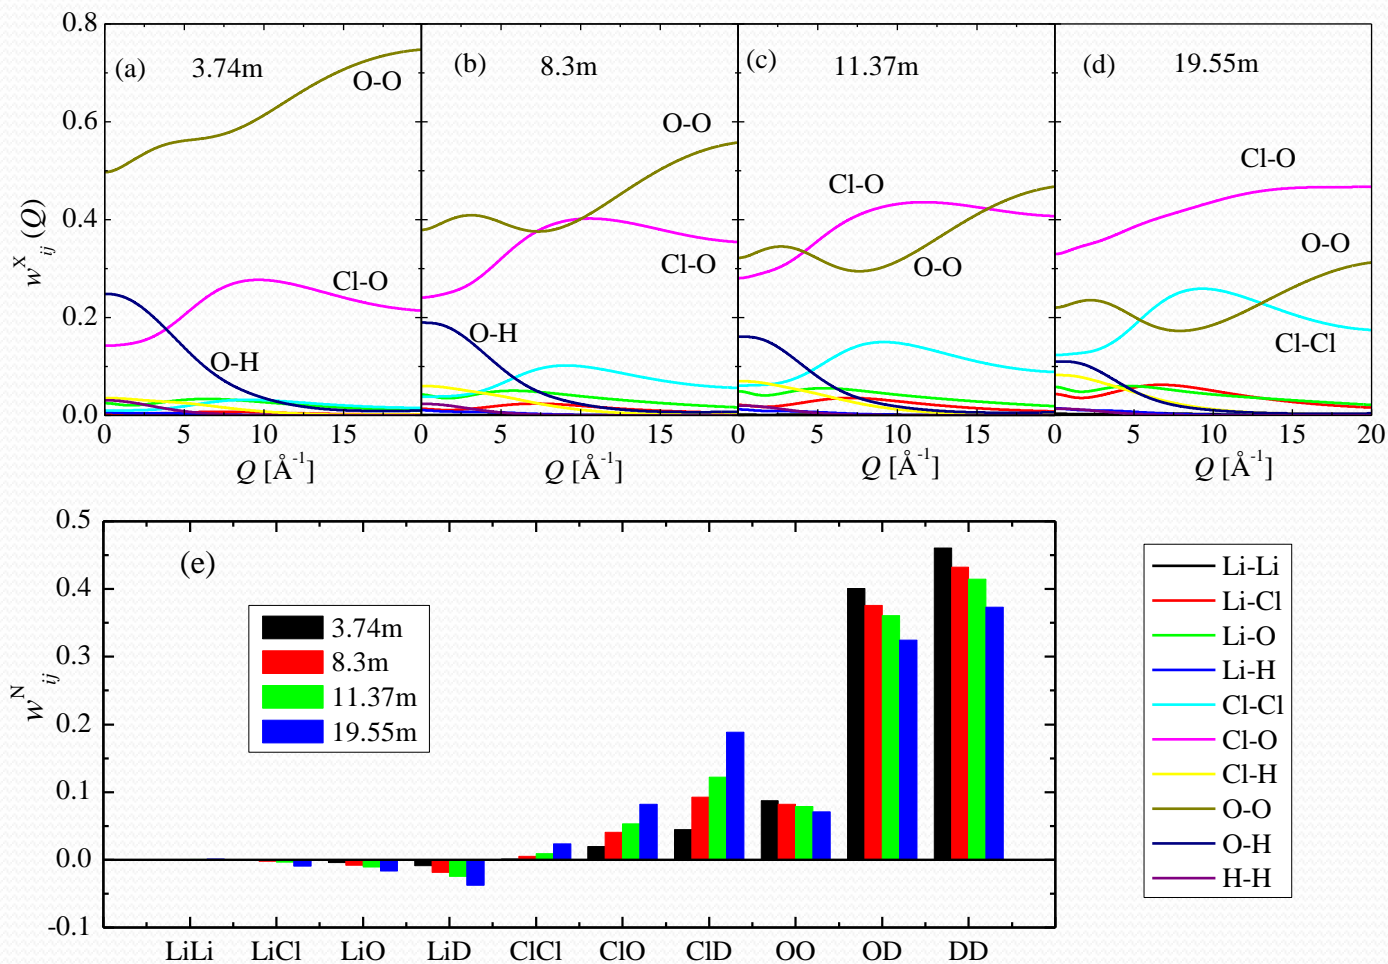 0.8
0.6
0.4
0.2
0.0
w^X_ij(Q)
(a) 3.74m
O-O
Cl-O
O-H
(b) 8.3m
O-O
Cl-O
O-H
(c) 11.37m
Cl-O
O-O
(d) 19.55m
Cl-O
O-O
Cl-Cl
0 5 10 15
0 5 10 15
0 5 10 15
0 5 10 15 20
Q [Å^-1]
Q [Å^-1]
Q [Å^-1]
Q [Å^-1]
0.5
0.4
0.3
0.2
0.1
0.0
-0.1
w^N_ij
(e)
3.74m
8.3m
11.37m
19.55m
LiLi LiCl LiO LiD ClCl ClO ClD OO OD DD
Li-Li
Li-Cl
Li-O
Li-H
Cl-Cl
Cl-O
Cl-H
O-O
O-H
H-H